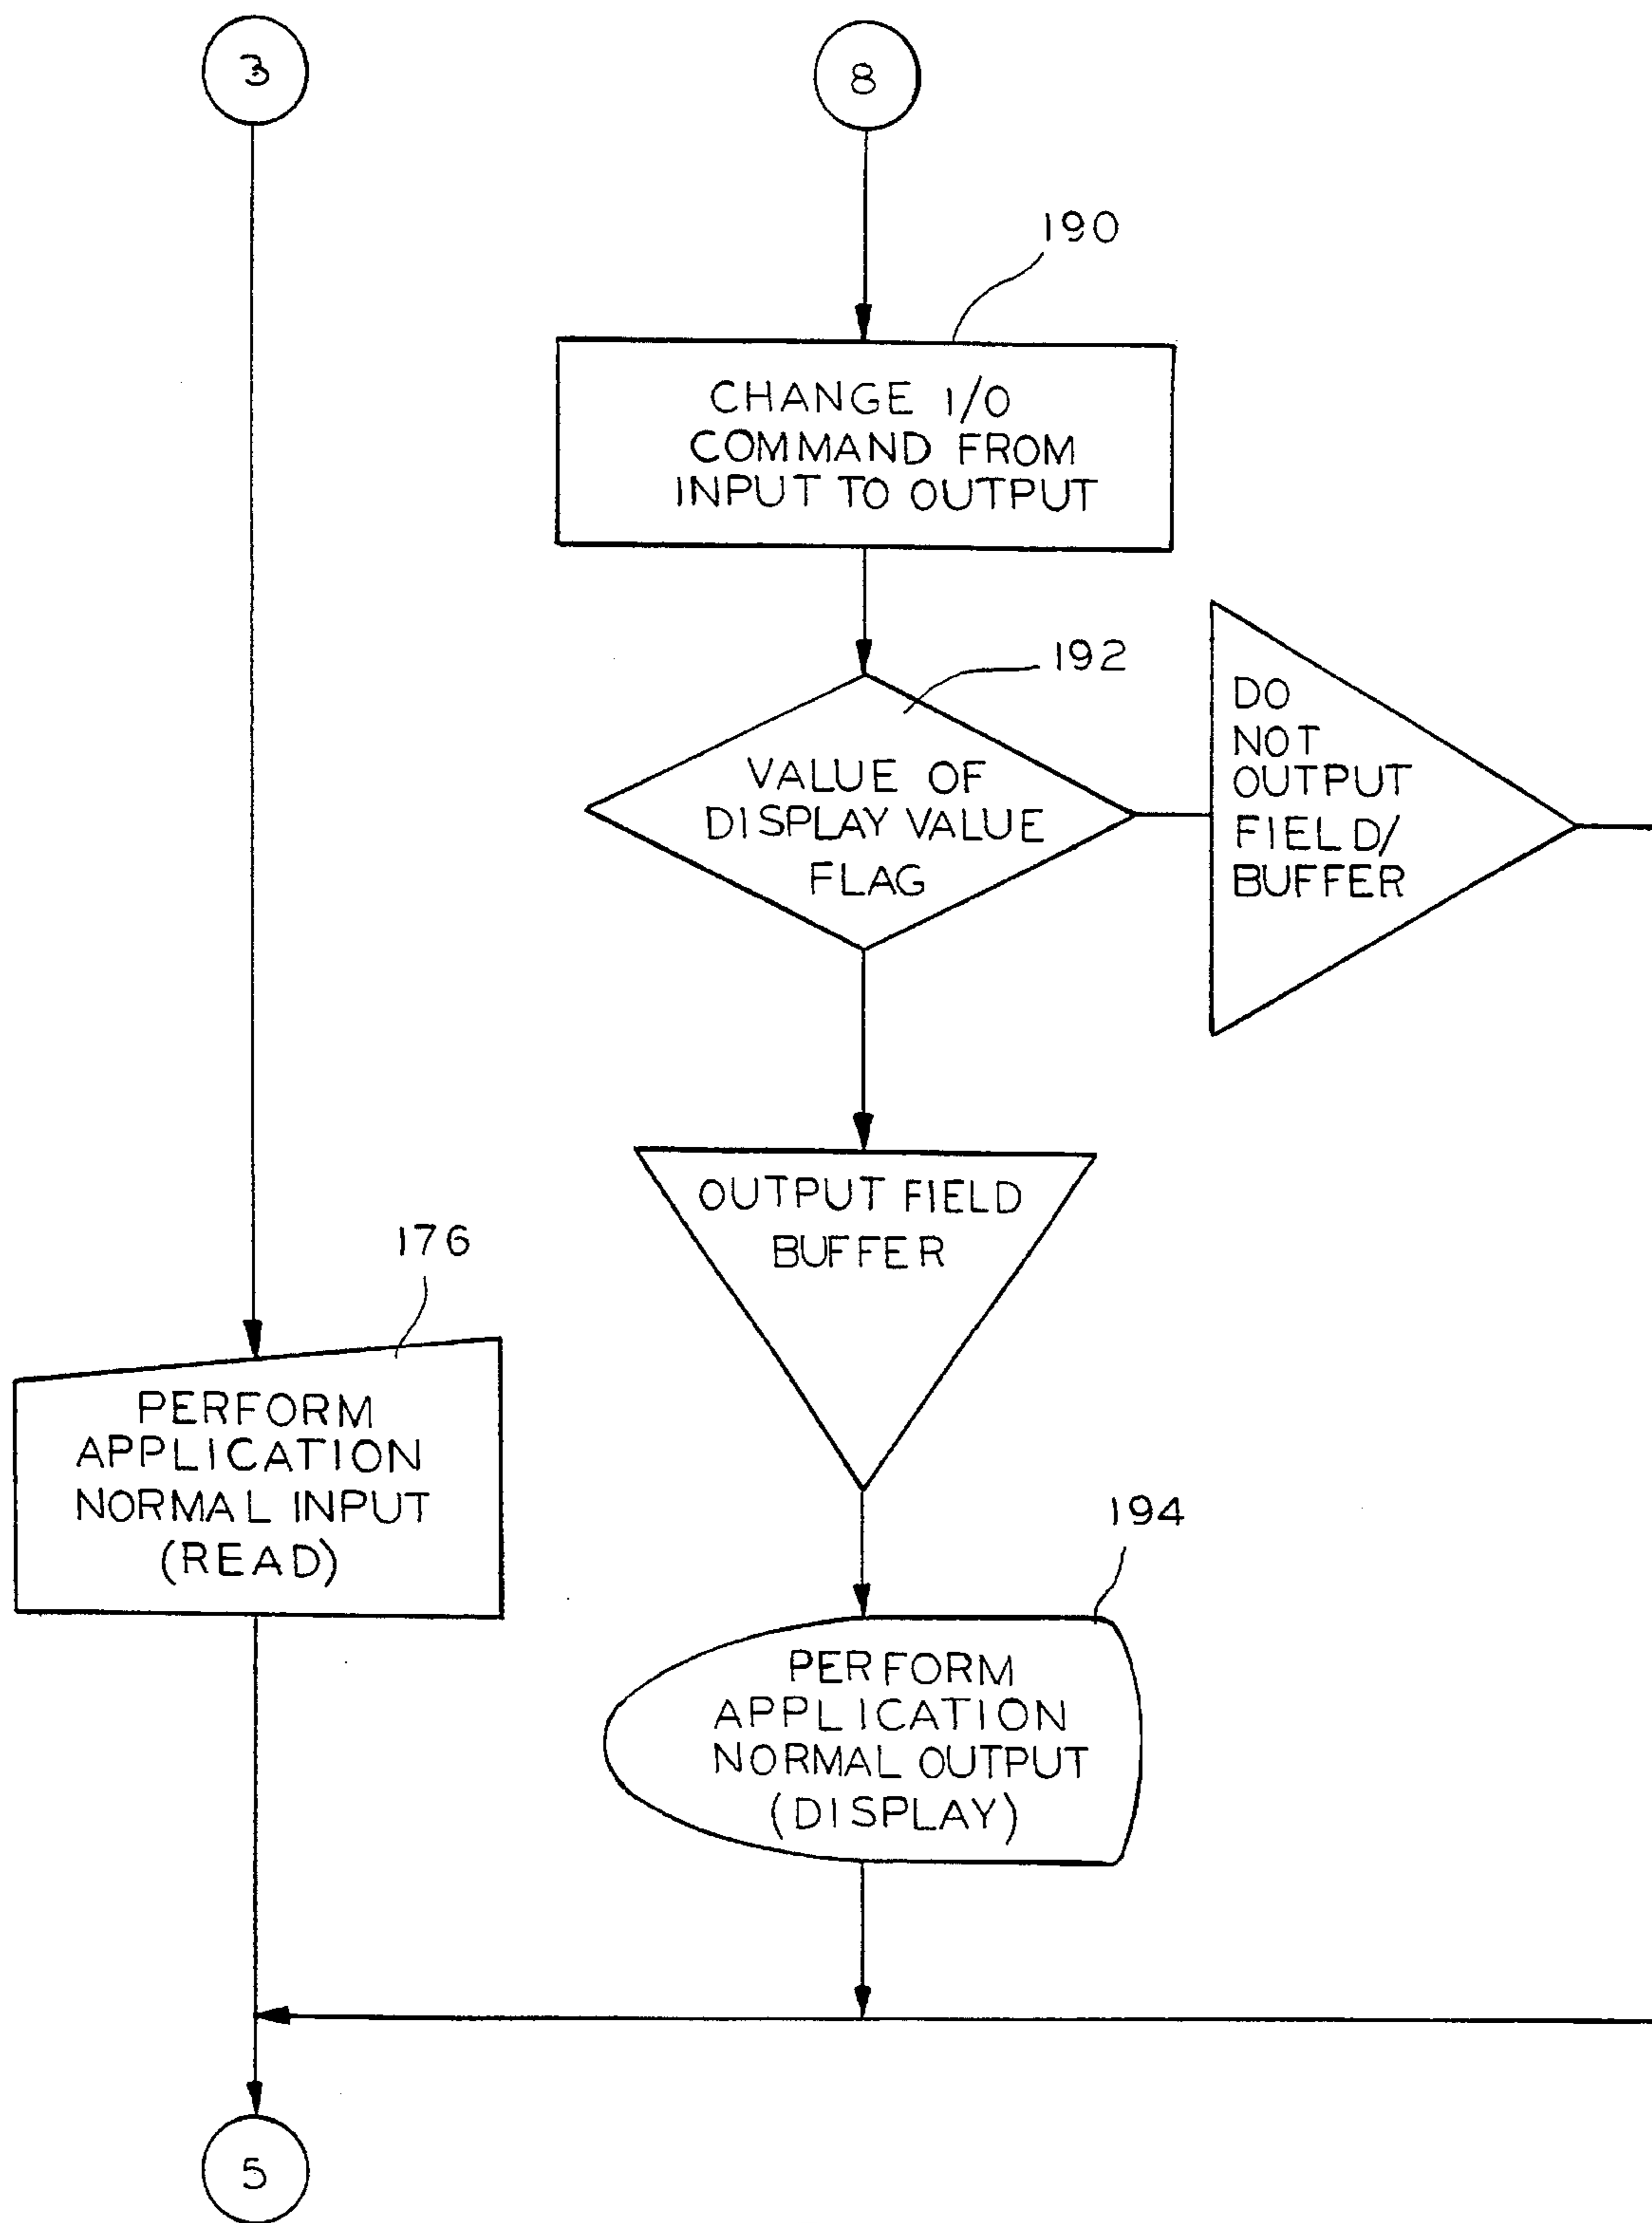 3
8
190
CHANGE I/O
COMMAND FROM
INPUT TO OUTPUT
192
VALUE OF
DISPLAY VALUE
FLAG
DO
NOT
OUTPUT
FIELD/
BUFFER
OUTPUT FIELD
BUFFER
176
PERFORM
APPLICATION
NORMAL INPUT
(READ)
194
PERFORM
APPLICATION
NORMAL OUTPUT
(DISPLAY)
5